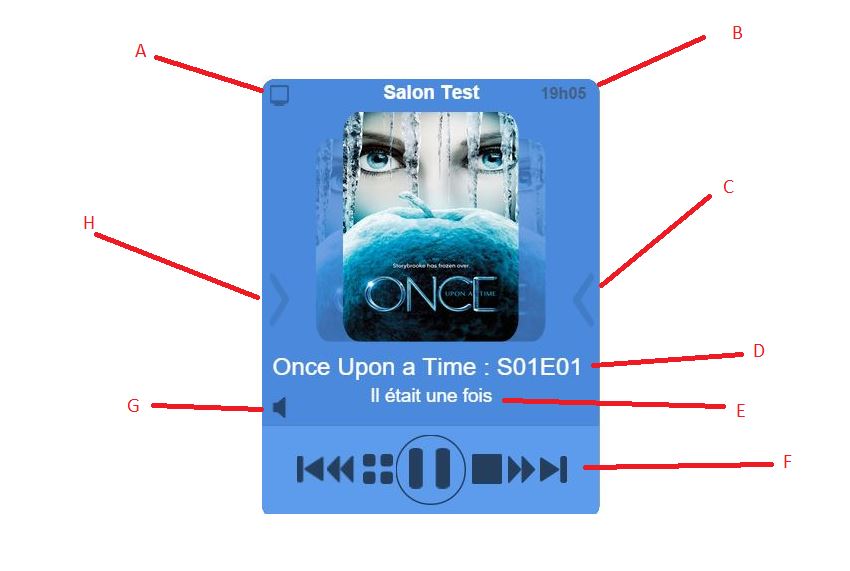 A
B
Salon Test
19h05
C
H
Storybrooke has frozen over.
ONCE
UPON A TIME
Once Upon a Time : S01E01
D
Il était une fois
G
E
F